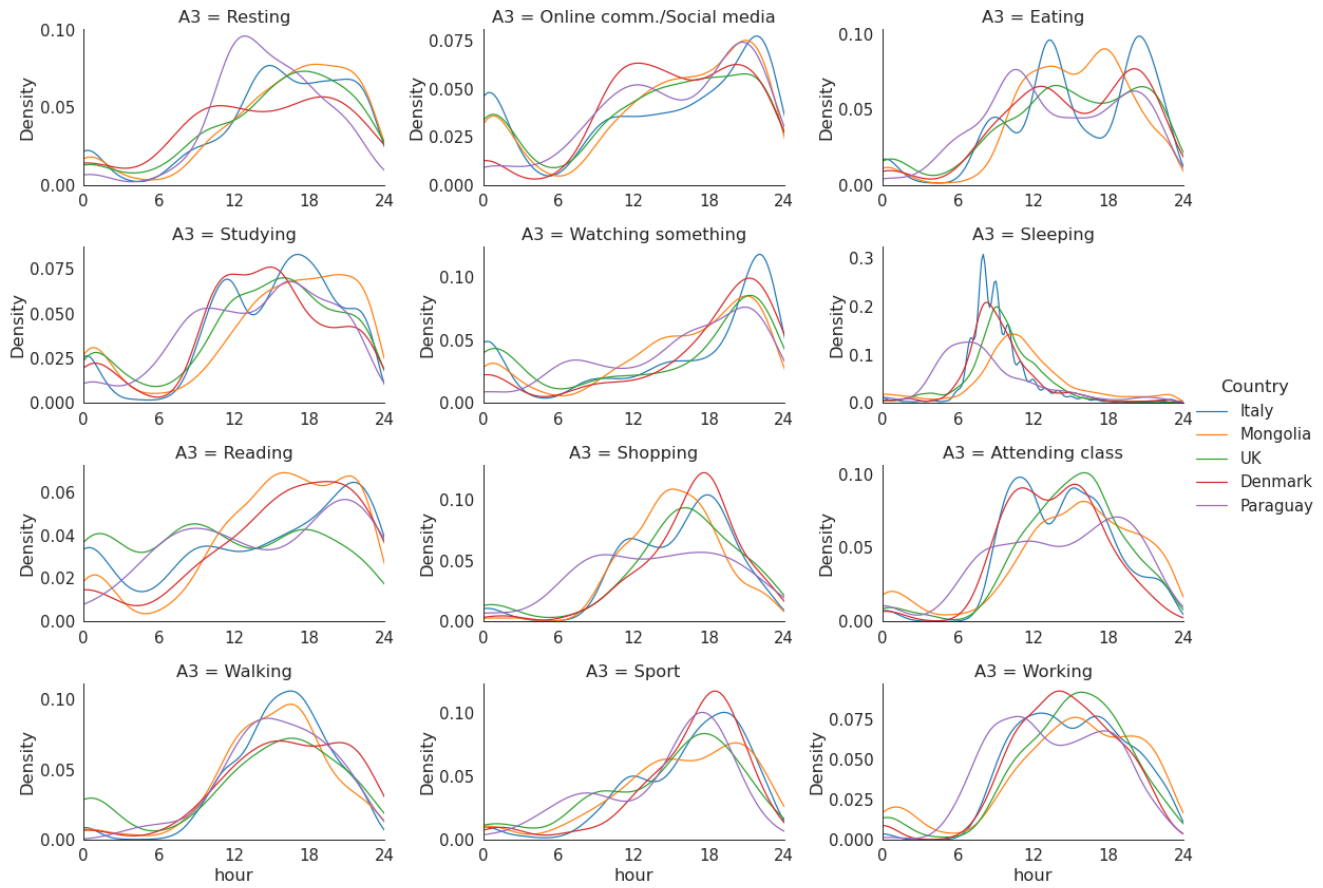 A3 = Resting
A3 = Online comm./Social media
A3 = Eating
Density
0.10
0.05
0.00
0 6 12 18 24
Density
0.075
0.050
0.025
0.000
0 6 12 18 24
Density
0.10
0.05
0.00
0 6 12 18 24
A3 = Studying
A3 = Watching something
A3 = Sleeping
Density
0.075
0.050
0.025
0.000
0 6 12 18 24
Density
0.10
0.05
0.00
0 6 12 18 24
Density
0.3
0.2
0.1
0.0
0 6 12 18 24
Country
Italy
Mongolia
UK
Denmark
Paraguay
A3 = Reading
A3 = Shopping
A3 = Attending class
Density
0.06
0.04
0.02
0.00
0 6 12 18 24
Density
0.10
0.05
0.00
0 6 12 18 24
Density
0.10
0.05
0.00
0 6 12 18 24
A3 = Walking
A3 = Sport
A3 = Working
Density
0.10
0.05
0.00
0 6 12 18 24
hour
Density
0.10
0.05
0.00
0 6 12 18 24
hour
Density
0.075
0.050
0.025
0.000
0 6 12 18 24
hour